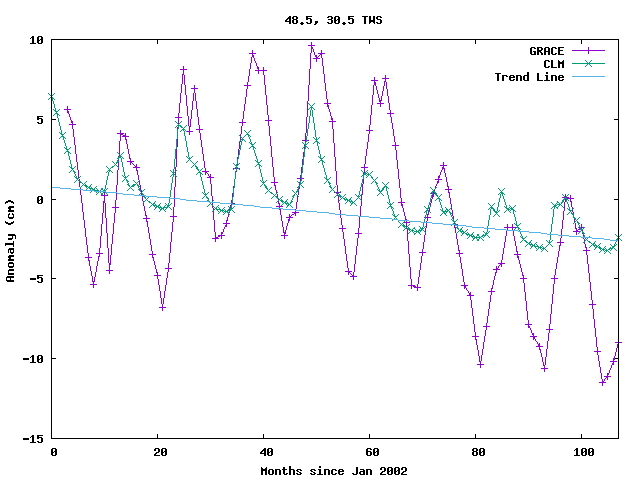 48.5, 30.5 TWS
GRACE
CLM
Trend Line
10
5
0
-5
-10
-15
Anomaly (cm)
0 20 40 60 80 100
Months since Jan 2002